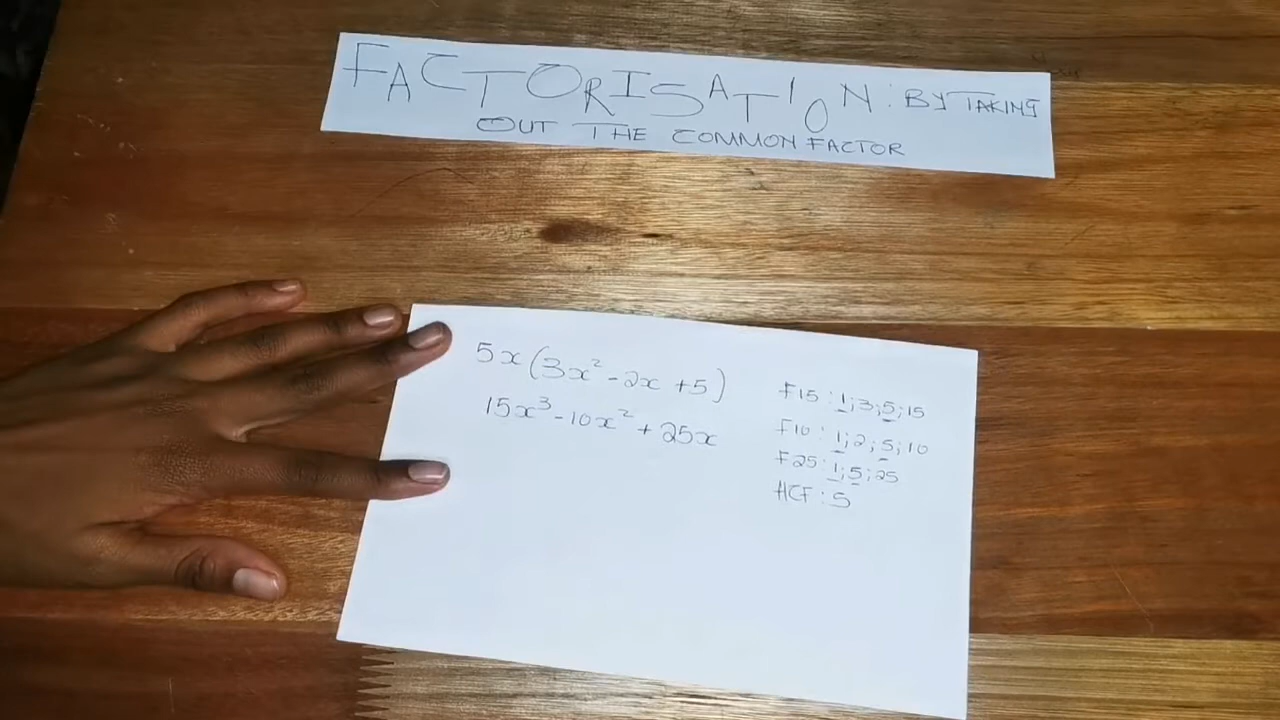 FACTORISATION: BY TAKING
OUT THE COMMON FACTOR
5x(3x² - 2x + 5)
15x³ - 10x² + 25x
F15 : 1; 3; 5; 15
F10 : 1; 2; 5; 10
F25 : 1; 5; 25
HCF : 5